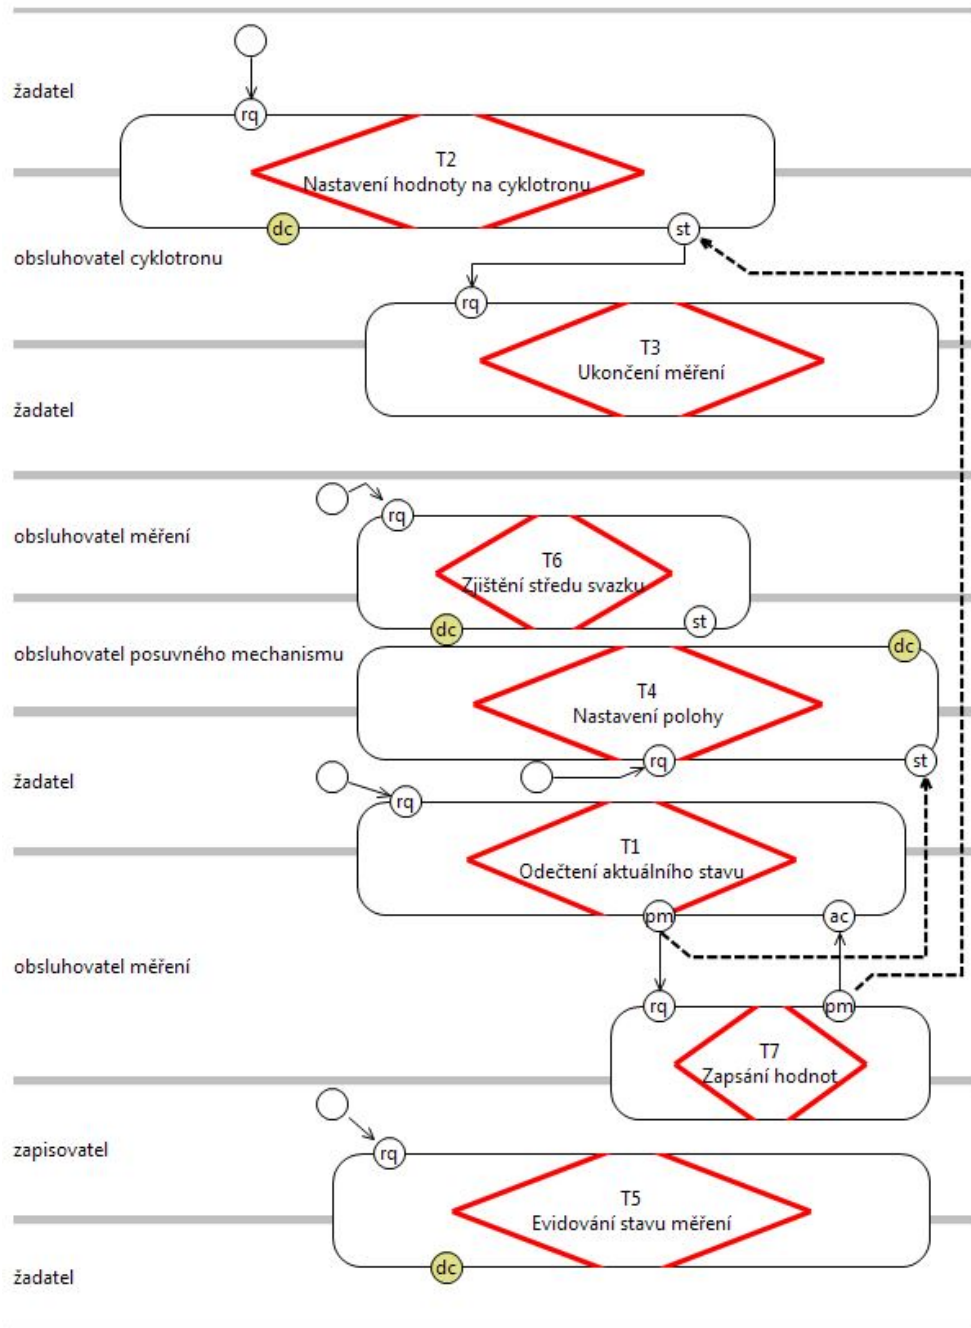 žadatel
rq
T2
Nastavení hodnoty na cyklotronu
dc
st
obsluhovatel cyklotronu
rq
T3
Ukončení měření
žadatel
rq
obsluhovatel měření
T6
Zjištění středu svazku
st
dc
dc
obsluhovatel posuvného mechanismu
T4
Nastavení polohy
rq
st
žadatel
rq
T1
Odečtení aktuálního stavu
pm
ac
obsluhovatel měření
rq
pm
T7
Zapsání hodnot
zapisovatel
rq
T5
Evidování stavu měření
dc
žadatel